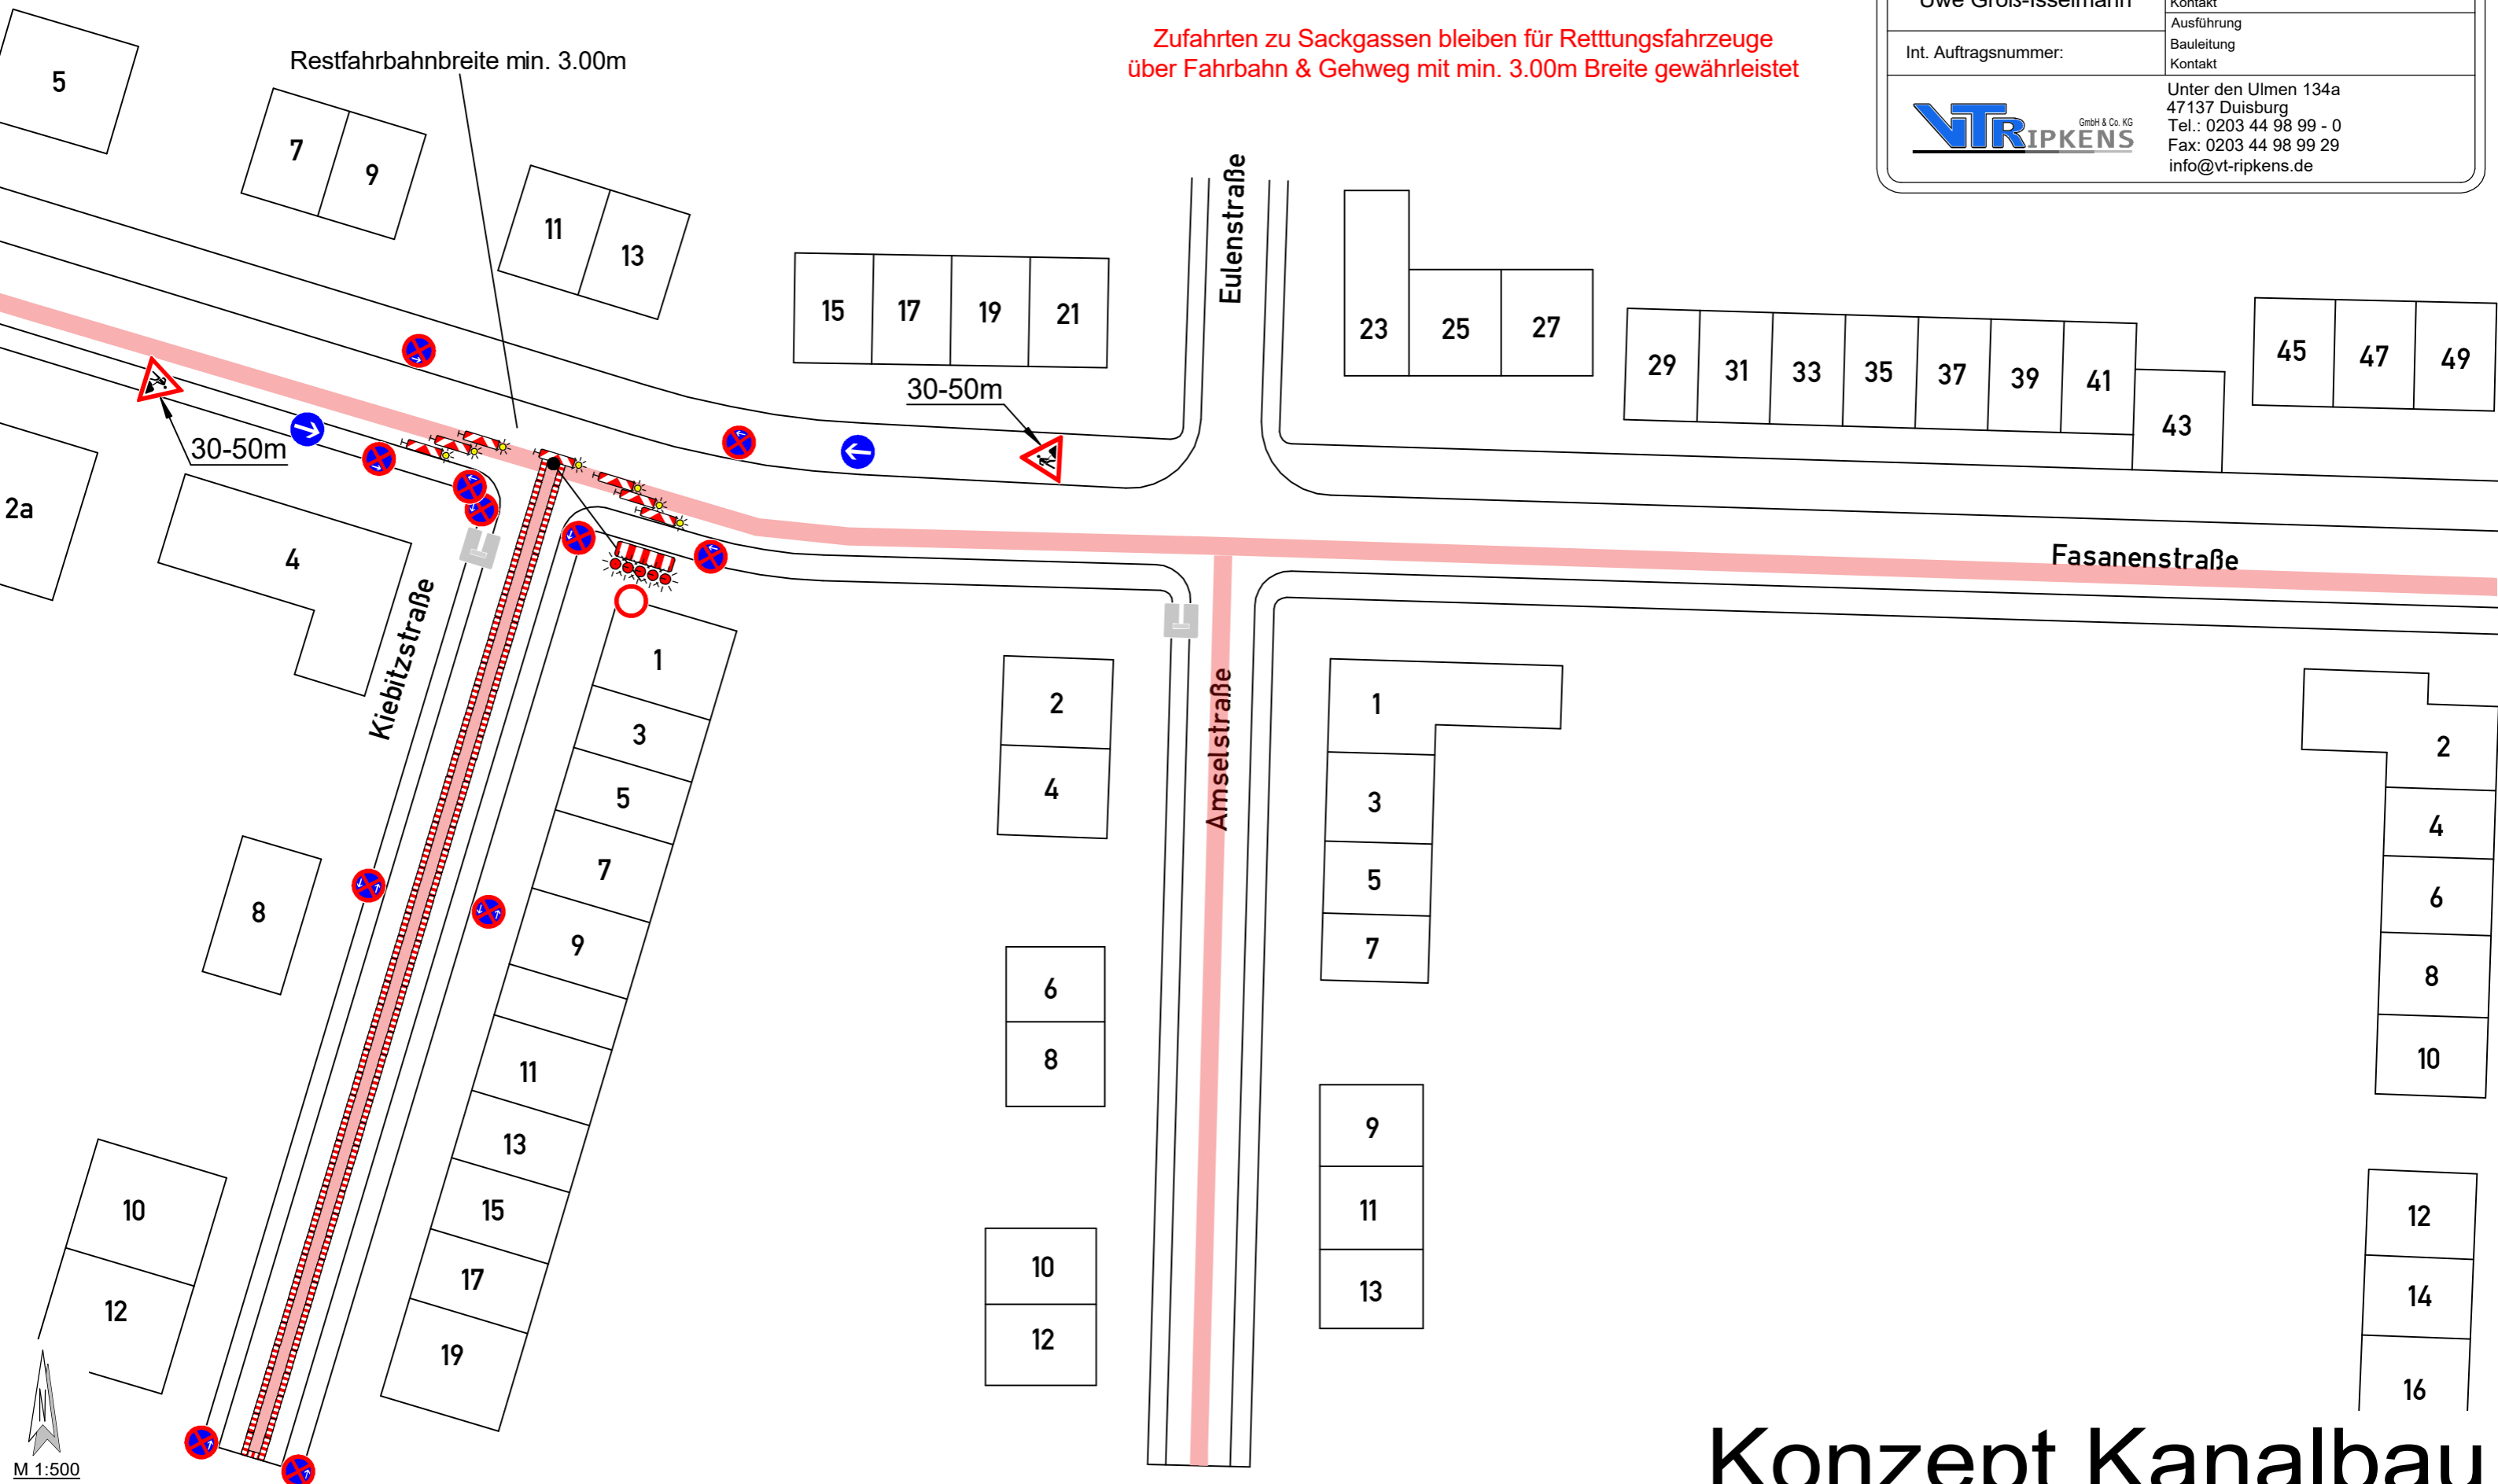 Uwe Groß-Isselmann
Kontakt
Ausführung
Bauleitung
Kontakt
Int. Auftragsnummer:
Unter den Ulmen 134a
47137 Duisburg
Tel.: 0203 44 98 99 - 0
Fax: 0203 44 98 99 29
info@vt-ripkens.de
VTRIPKENS
GmbH & Co. KG
Zufahrten zu Sackgassen bleiben für Retttungsfahrzeuge
über Fahrbahn & Gehweg mit min. 3.00m Breite gewährleistet
Restfahrbahnbreite min. 3.00m
5
7
9
11
13
15
17
19
21
Eulenstraße
23
25
27
29
31
33
35
37
39
41
43
45
47
49
30-50m
30-50m
2a
4
Kiebitzstraße
Fasanenstraße
1
3
5
7
9
11
13
15
17
19
8
10
12
2
4
6
8
10
12
Amselstraße
1
3
5
7
9
11
13
2
4
6
8
10
12
14
16
N
M 1:500
Konzept Kanalbau